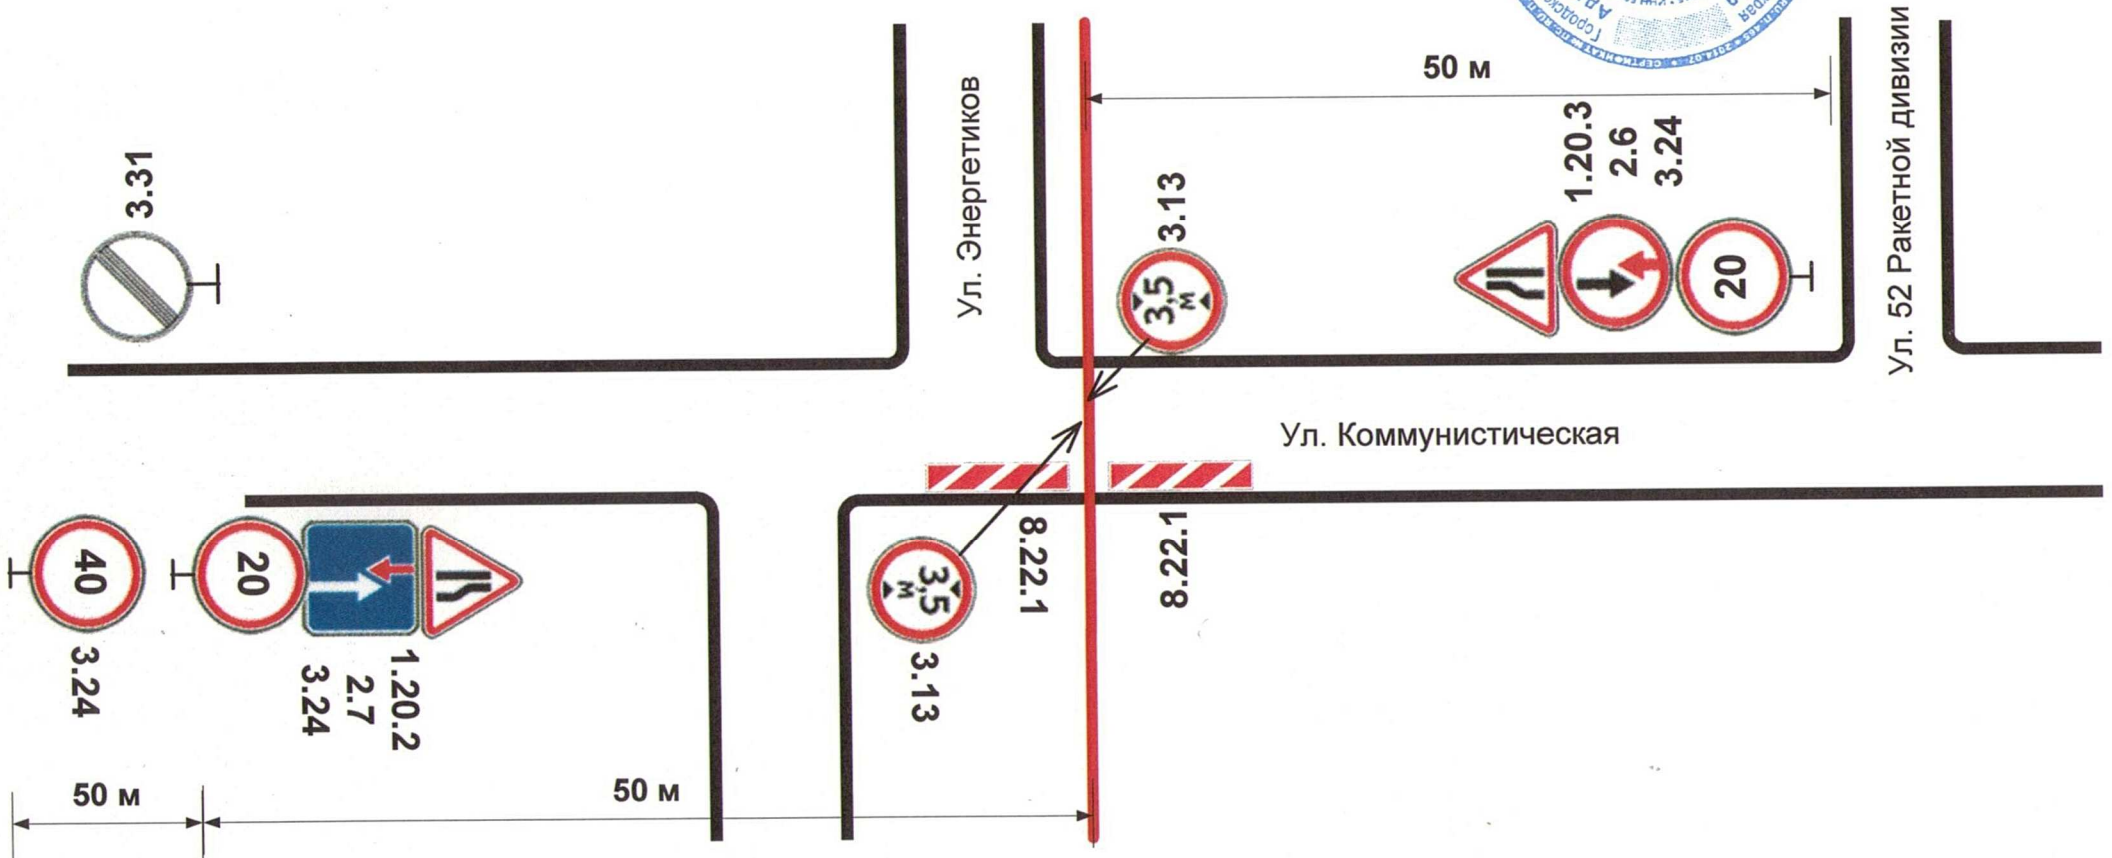 50 м
Ул. Энергетиков
Ул. 52 Ракетной дивизии
3.31
3.13
3,5
м
1.20.3
2.6
3.24
20
Ул. Коммунистическая
40
3.24
20
3.24
2.7
1.20.2
3,5
м
3.13
8.22.1
8.22.1
50 м
50 м